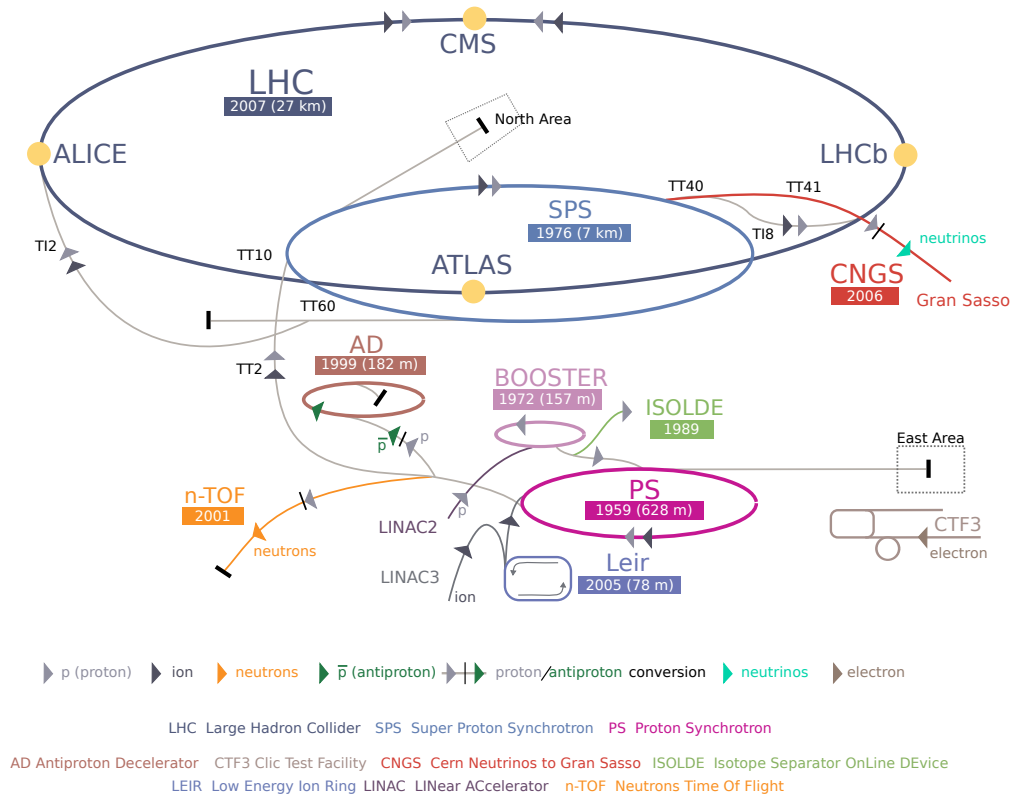 CMS
LHC
2007 (27 km)
North Area
ALICE
LHCb
TT40
TT41
SPS
1976 (7 km)
TI8
neutrinos
TI2
TT10
ATLAS
CNGS
2006
Gran Sasso
TT60
AD
1999 (182 m)
TT2
BOOSTER
1972 (157 m)
ISOLDE
1989
p̅
p
East Area
n-TOF
2001
PS
1959 (628 m)
LINAC2
p
neutrons
CTF3
electron
LINAC3
Leir
2005 (78 m)
ion
p (proton)
ion
neutrons
p̅ (antiproton)
proton/antiproton conversion
neutrinos
electron
LHC Large Hadron Collider SPS Super Proton Synchrotron PS Proton Synchrotron
AD Antiproton Decelerator CTF3 Clic Test Facility CNGS Cern Neutrinos to Gran Sasso ISOLDE Isotope Separator OnLine DEvice
LEIR Low Energy Ion Ring LINAC LINear ACcelerator n-TOF Neutrons Time Of Flight